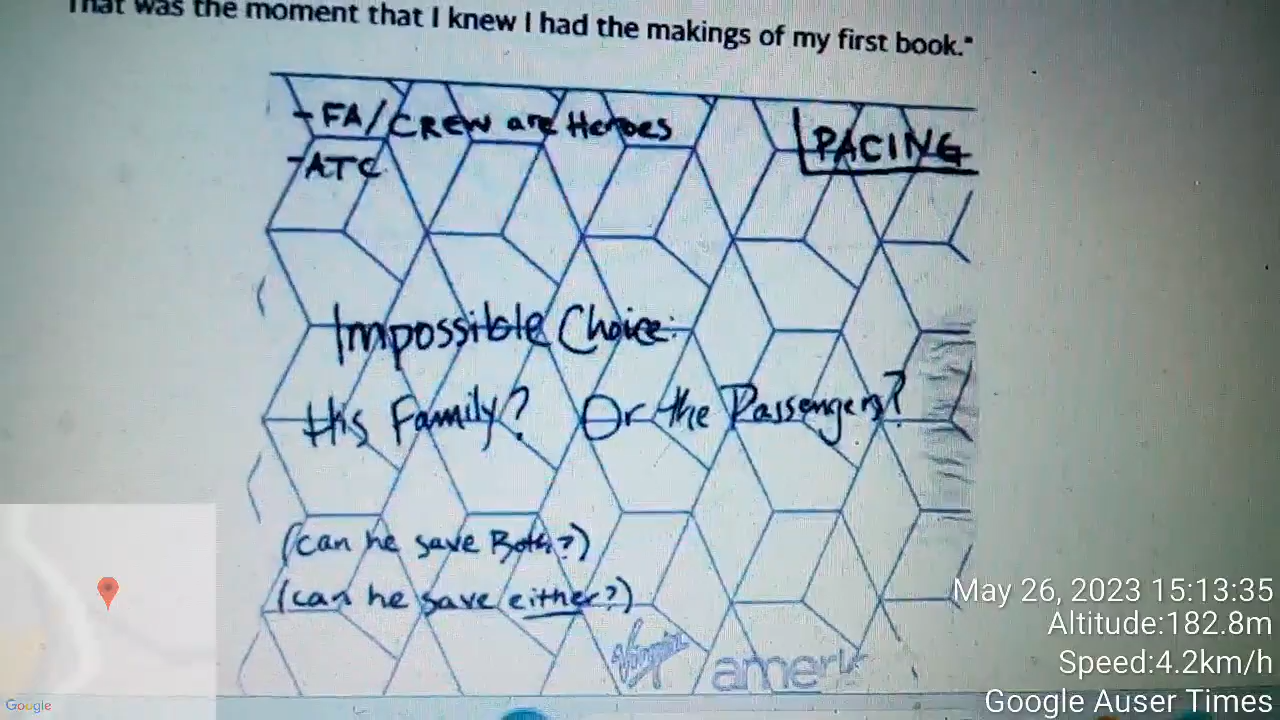 That was the moment that I knew I had the makings of my first book."
-FA/CREW are Heroes
PACING
-ATC
Impossible Choice:
His Family? Or the Passengers?
(can he save Both?)
(can he save either?)
Virgin america
May 26, 2023 15:13:35
Altitude:182.8m
Speed:4.2km/h
Google Auser Times
Google